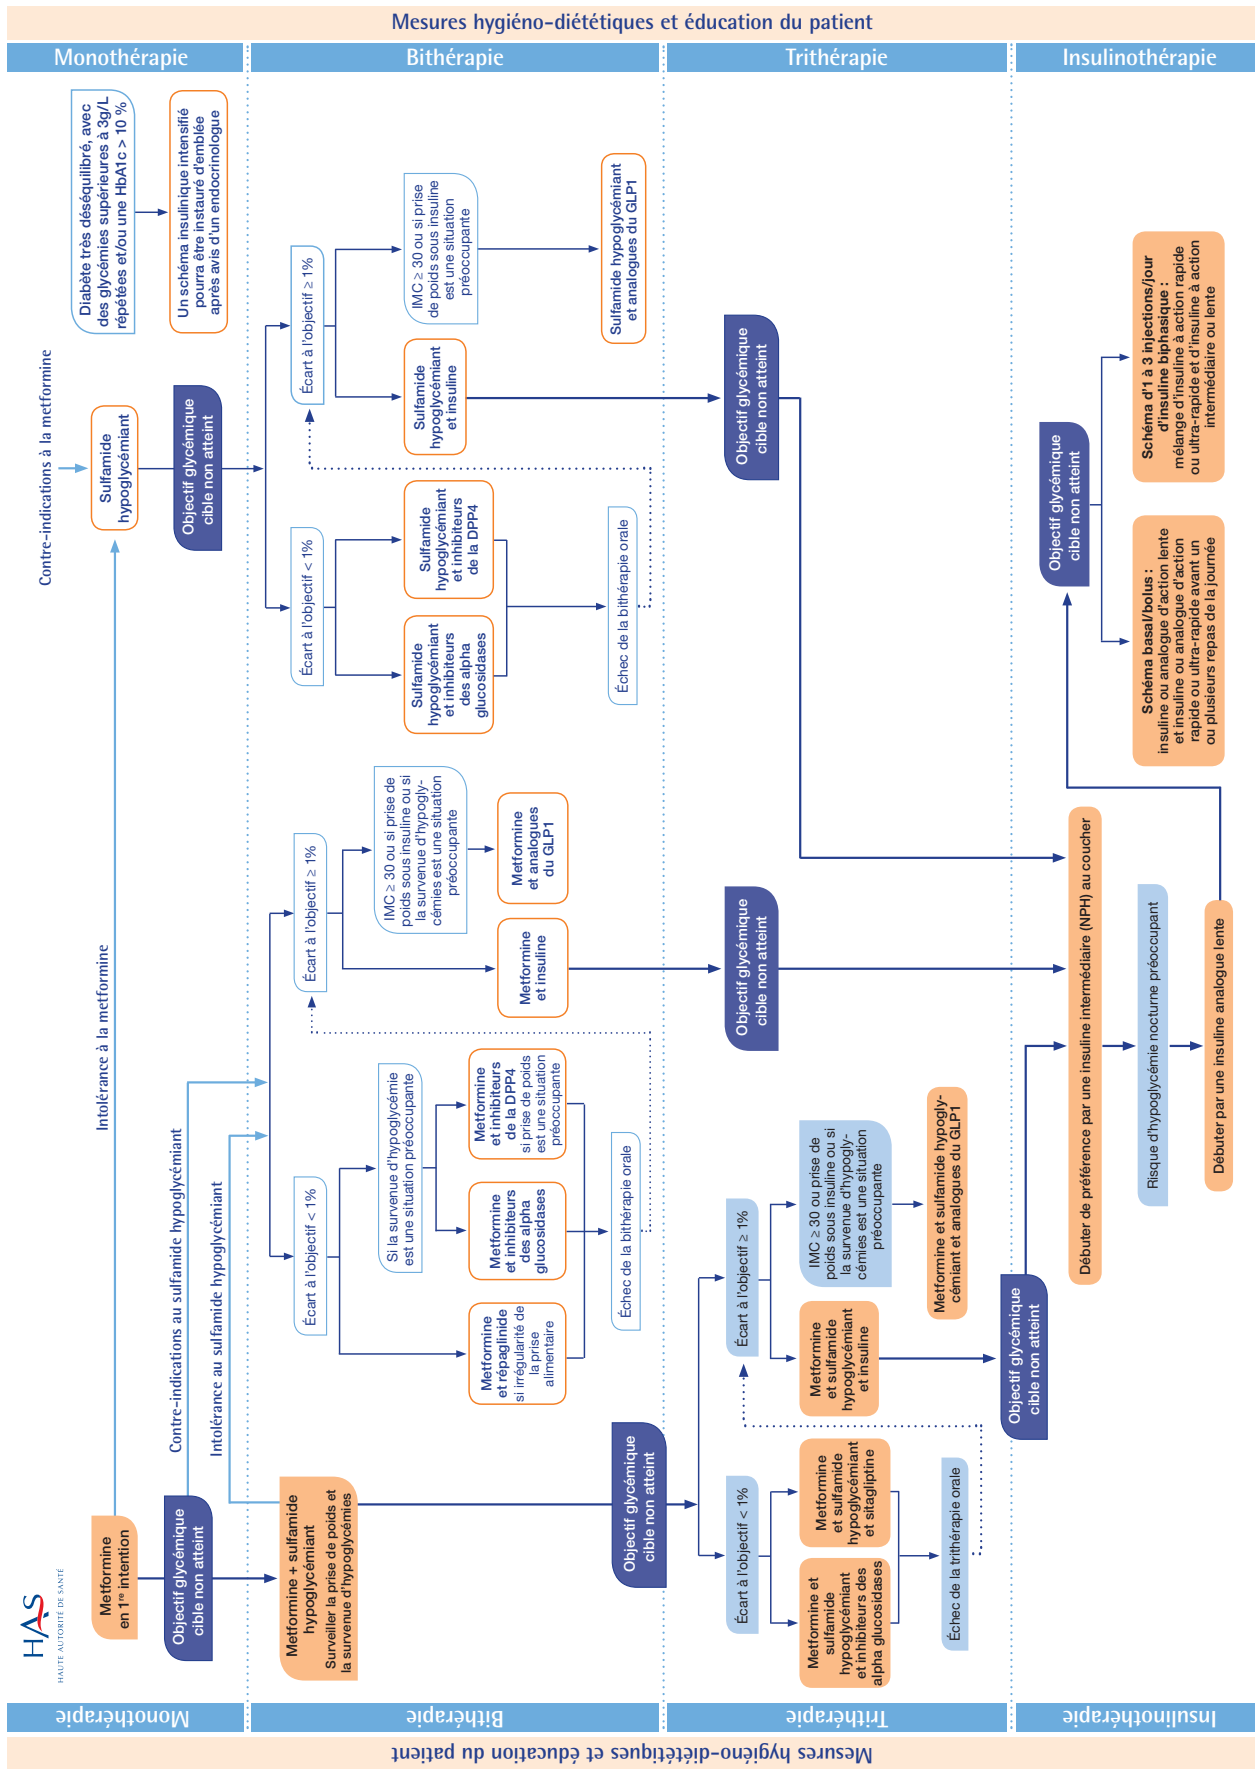 Mesures hygiéno-diététiques et éducation du patient
Monothérapie
Bithérapie
Trithérapie
Insulinothérapie
HAS
HAUTE AUTORITÉ DE SANTÉ
Metformine
en 1re intention
Intolérance à la metformine
Contre-indications à la metformine
Sulfamide
hypoglycémiant
Diabète très déséquilibré, avec
des glycémies supérieures à 3g/L
répétées et/ou une HbA1c > 10 %
Un schéma insulinique intensifié
pourra être instauré d'emblée
après avis d'un endocrinologue
Objectif glycémique
cible non atteint
Contre-indications au sulfamide hypoglycémiant
Intolérance au sulfamide hypoglycémiant
Objectif glycémique
cible non atteint
Metformine + sulfamide
hypoglycémiant
Surveiller la prise de poids et
la survenue d'hypoglycémies
Écart à l'objectif < 1%
Écart à l'objectif ≥ 1%
Si la survenue d'hypoglycémie
est une situation préoccupante
IMC ≥ 30 ou si prise de
poids sous insuline ou si
la survenue d'hypogly-
cémies est une situation
préoccupante
Metformine
et répaglinide
si irrégularité de
la prise
alimentaire
Metformine
et inhibiteurs
des alpha
glucosidases
Metformine
et inhibiteurs
de la DPP4
si prise de poids
est une situation
préoccupante
Metformine
et insuline
Metformine
et analogues
du GLP1
Échec de la bithérapie orale
Écart à l'objectif < 1%
Écart à l'objectif ≥ 1%
Sulfamide
hypoglycémiant
et inhibiteurs
des alpha
glucosidases
Sulfamide
hypoglycémiant
et inhibiteurs
de la DPP4
Sulfamide
hypoglycémiant
et insuline
IMC ≥ 30 ou si prise
de poids sous insuline
est une situation
préoccupante
Échec de la bithérapie orale
Sulfamide hypoglycémiant
et analogues du GLP1
Objectif glycémique
cible non atteint
Objectif glycémique
cible non atteint
Objectif glycémique
cible non atteint
Écart à l'objectif < 1%
Écart à l'objectif ≥ 1%
Metformine et
sulfamide
hypoglycémiant
et inhibiteurs des
alpha glucosidases
Metformine
et sulfamide
hypoglycémiant
et sitagliptine
Metformine
et sulfamide
hypoglycémiant
et insuline
IMC ≥ 30 ou prise de
poids sous insuline ou si
la survenue d'hypogly-
cémies est une situation
préoccupante
Échec de la trithérapie orale
Metformine et sulfamide hypogly-
cémiant et analogues du GLP1
Objectif glycémique
cible non atteint
Débuter de préférence par une insuline intermédiaire (NPH) au coucher
Risque d'hypoglycémie nocturne préoccupant
Débuter par une insuline analogue lente
Objectif glycémique
cible non atteint
Schéma basal/bolus :
insuline ou analogue d'action lente
et insuline ou analogue d'action
rapide ou ultra-rapide avant un
ou plusieurs repas de la journée
Schéma d'1 à 3 injections/jour
d'insuline biphasique :
mélange d'insuline à action rapide
ou ultra-rapide et d'insuline à action
intermédiaire ou lente
Monothérapie
Bithérapie
Trithérapie
Insulinothérapie
Mesures hygiéno-diététiques et éducation du patient